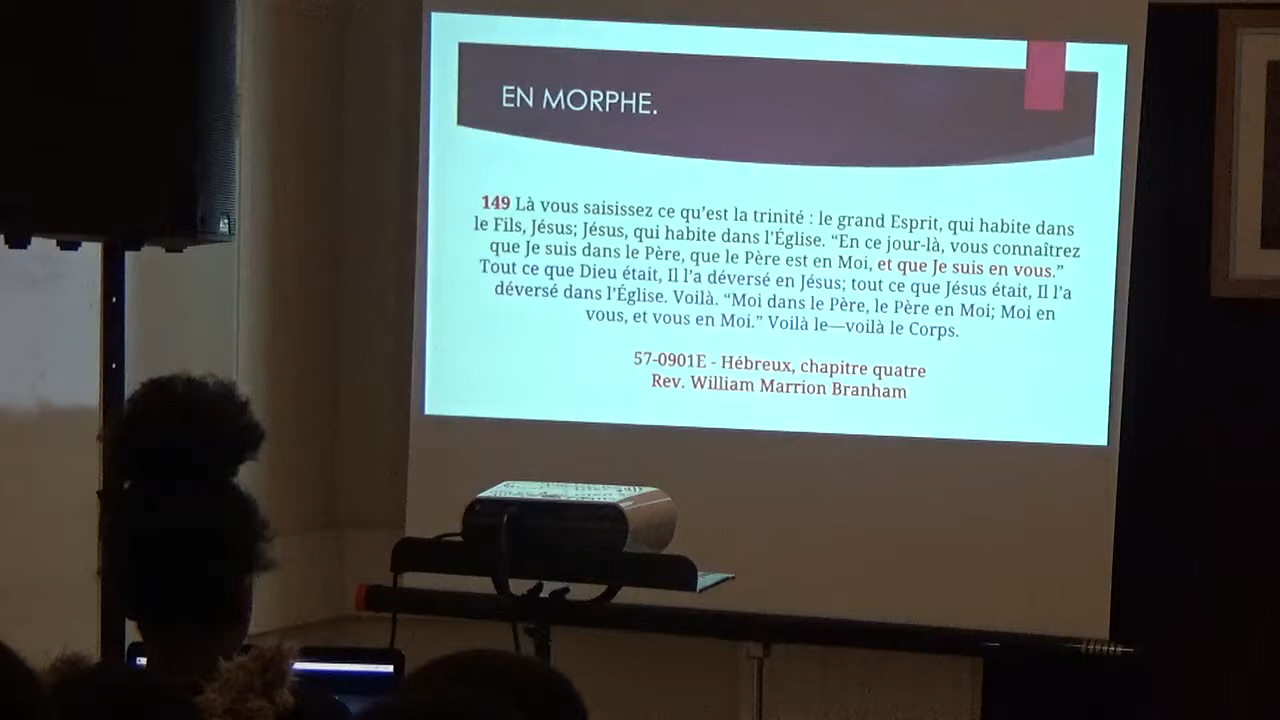 EN MORPHE.
149 Là vous saisissez ce qu’est la trinité : le grand Esprit, qui habite dans
le Fils, Jésus; Jésus, qui habite dans l’Église. “En ce jour-là, vous connaîtrez
que Je suis dans le Père, que le Père est en Moi, et que Je suis en vous.”
Tout ce que Dieu était, Il l’a déversé en Jésus; tout ce que Jésus était, Il l’a
déversé dans l’Église. Voilà. “Moi dans le Père, le Père en Moi; Moi en
vous, et vous en Moi.” Voilà le—voilà le Corps.
57-0901E - Hébreux, chapitre quatre
Rev. William Marrion Branham